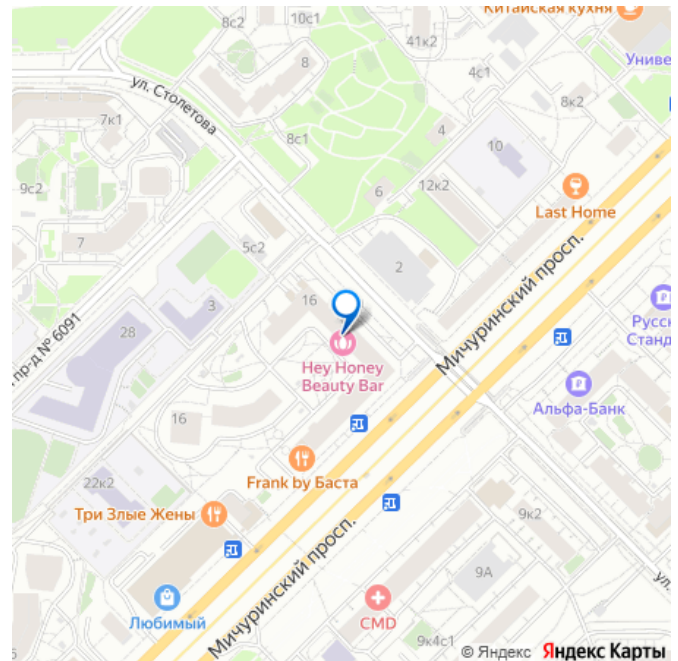 Китайская кухня
8с2
10с1
41к2
8
4с1
Униве
ул. Столетова
7к1
8с1
8к2
4
10
9с2
6
12к2
Last Home
7
5с2
2
Мичуринский просп.
16
3
пр-д № 6091
28
Русск
Станд
Hey Honey
Beauty Bar
Альфа-Банк
16
Frank by Баста
22к2
Три Злые Жены
9к2
9А
ул.
Мичуринский просп.
Любимый
CMD
9к4с1
© Яндекс Яндекс Карты